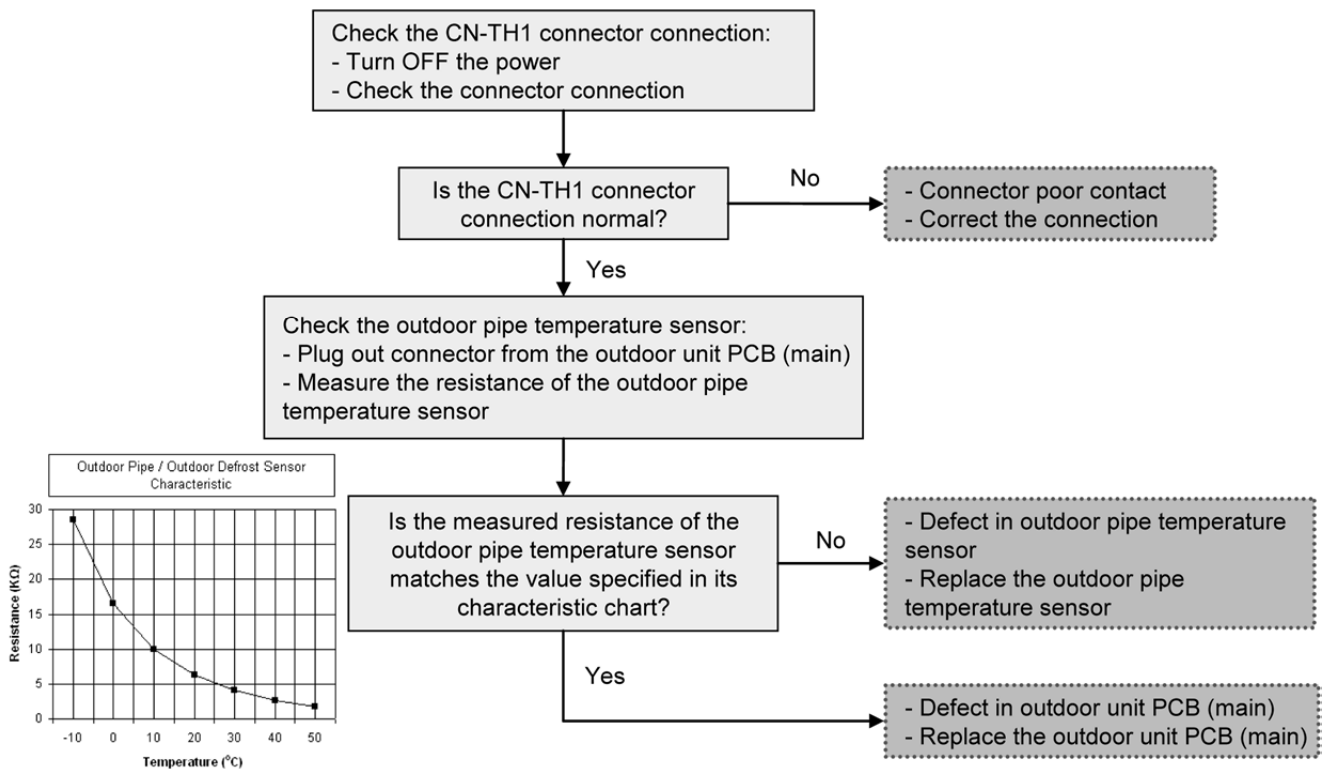 Check the CN-TH1 connector connection:
- Turn OFF the power
- Check the connector connection
Is the CN-TH1 connector
connection normal?
No
- Connector poor contact
- Correct the connection
Yes
Check the outdoor pipe temperature sensor:
- Plug out connector from the outdoor unit PCB (main)
- Measure the resistance of the outdoor pipe
temperature sensor
Outdoor Pipe / Outdoor Defrost Sensor
Characteristic
30
25
20
15
10
5
0
Resistance (KΩ)
-10 0 10 20 30 40 50
Temperature (°C)
Is the measured resistance of the
outdoor pipe temperature sensor
matches the value specified in its
characteristic chart?
No
- Defect in outdoor pipe temperature
sensor
- Replace the outdoor pipe
temperature sensor
Yes
- Defect in outdoor unit PCB (main)
- Replace the outdoor unit PCB (main)